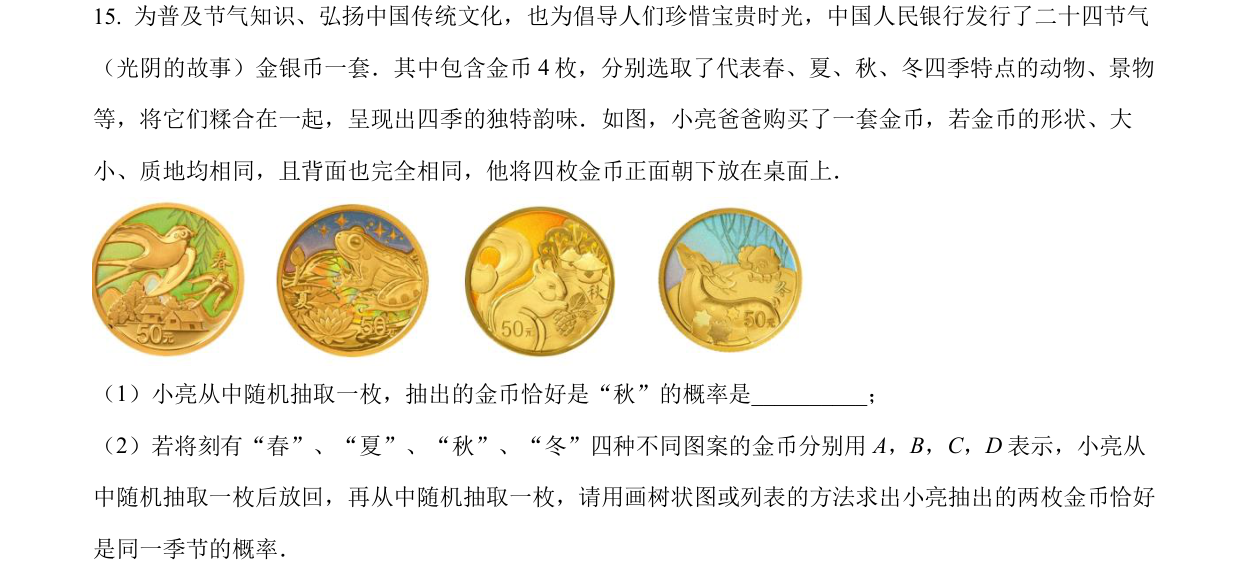 15. 为普及节气知识、弘扬中国传统文化，也为倡导人们珍惜宝贵时光，中国人民银行发行了二十四节气
（光阴的故事）金银币一套．其中包含金币 4 枚，分别选取了代表春、夏、秋、冬四季特点的动物、景物
等，将它们糅合在一起，呈现出四季的独特韵味．如图，小亮爸爸购买了一套金币，若金币的形状、大
小、质地均相同，且背面也完全相同，他将四枚金币正面朝下放在桌面上．
春 50元
夏 50元
秋 50元
冬 50元
（1）小亮从中随机抽取一枚，抽出的金币恰好是“秋”的概率是__________；
（2）若将刻有“春”、“夏”、“秋”、“冬”四种不同图案的金币分别用 A，B，C，D 表示，小亮从
中随机抽取一枚后放回，再从中随机抽取一枚，请用画树状图或列表的方法求出小亮抽出的两枚金币恰好
是同一季节的概率．